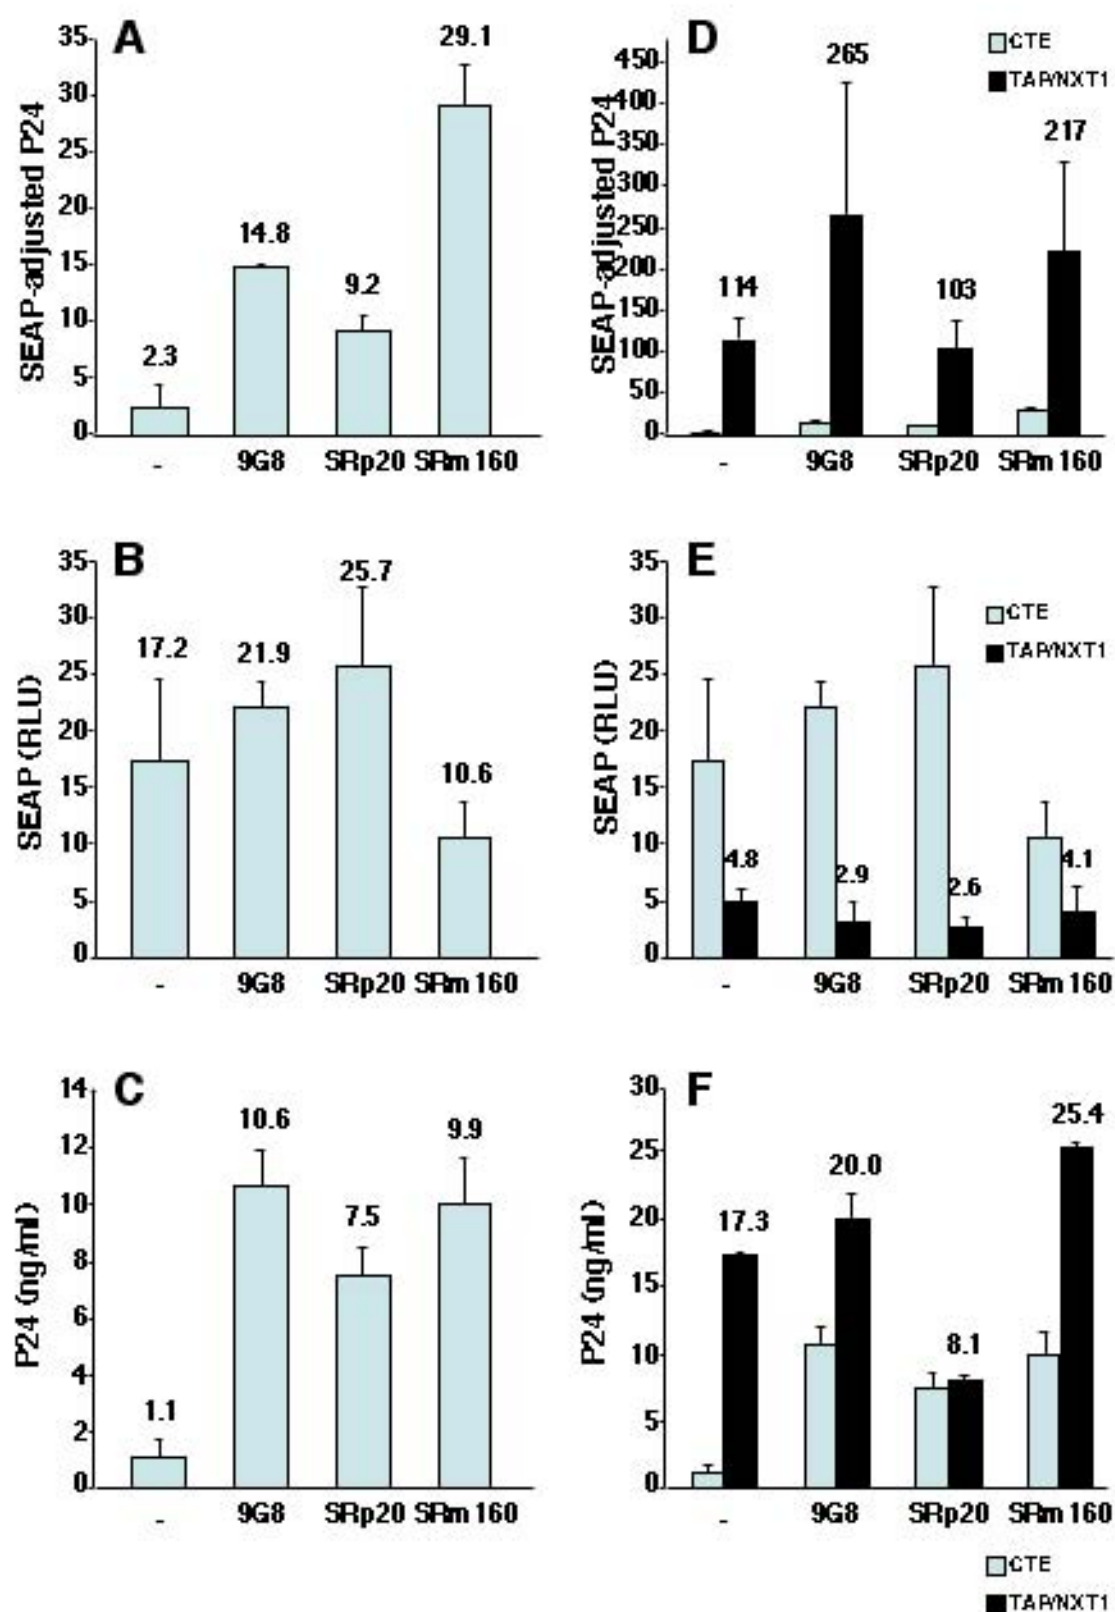 A
SEAP-adjusted P24
35
30
25
20
15
10
5
0
2.3
14.8
9.2
29.1
-
9G8
SRp20
SRm160
D
SEAP-adjusted P24
450
400
350
300
250
200
150
100
50
0
114
265
103
217
CTE
TAP/NXT1
-
9G8
SRp20
SRm160
B
SEAP (RLU)
35
30
25
20
15
10
5
0
17.2
21.9
25.7
10.6
-
9G8
SRp20
SRm160
E
SEAP (RLU)
35
30
25
20
15
10
5
0
4.8
2.9
2.6
4.1
CTE
TAP/NXT1
-
9G8
SRp20
SRm160
C
P24 (ng/ml)
14
12
10
8
6
4
2
0
1.1
10.6
7.5
9.9
-
9G8
SRp20
SRm160
F
P24 (ng/ml)
30
25
20
15
10
5
0
17.3
20.0
8.1
25.4
-
9G8
SRp20
SRm160
CTE
TAP/NXT1